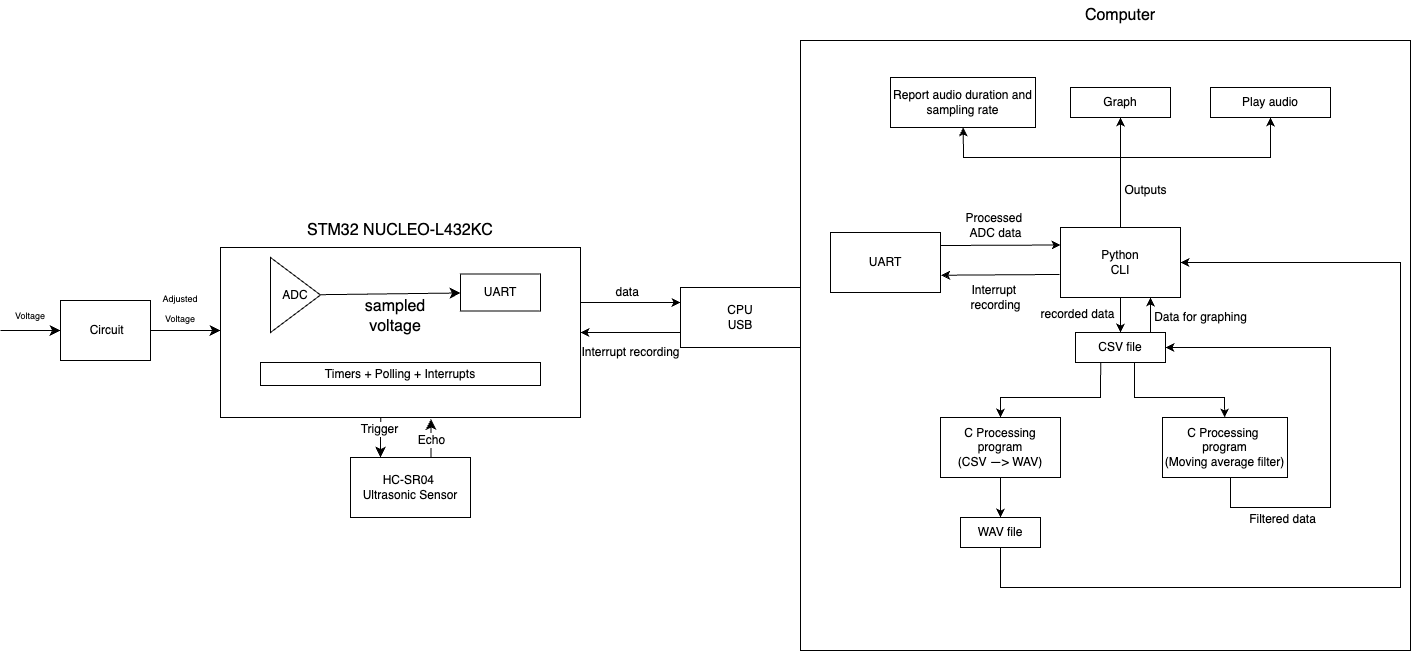 Computer
Report audio duration and
sampling rate
Graph
Play audio
Outputs
STM32 NUCLEO-L432KC
Processed
ADC data
UART
Python
CLI
Interrupt
recording
recorded data
Data for graphing
ADC
UART
sampled
voltage
Voltage
Circuit
Adjusted
Voltage
data
CPU
USB
Interrupt recording
Timers + Polling + Interrupts
CSV file
Trigger
Echo
HC-SR04
Ultrasonic Sensor
C Processing
program
(CSV —> WAV)
C Processing
program
(Moving average filter)
WAV file
Filtered data